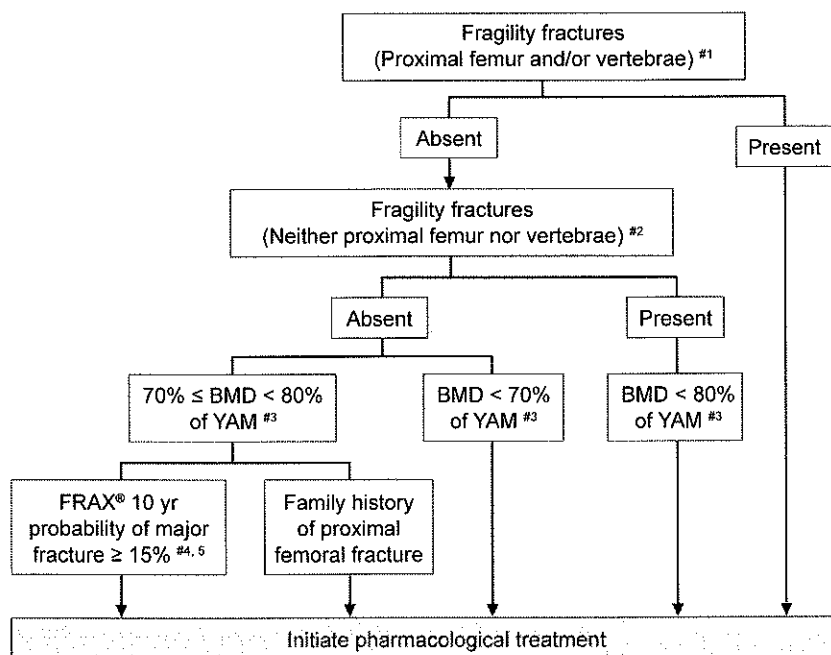 Fragility fractures
(Proximal femur and/or vertebrae) #1
Absent
Present
Fragility fractures
(Neither proximal femur nor vertebrae) #2
Absent
Present
70% ≤ BMD < 80%
of YAM #3
BMD < 70%
of YAM #3
BMD < 80%
of YAM #3
FRAX® 10 yr
probability of major
fracture ≥ 15% #4, 5
Family history
of proximal
femoral fracture
Initiate pharmacological treatment